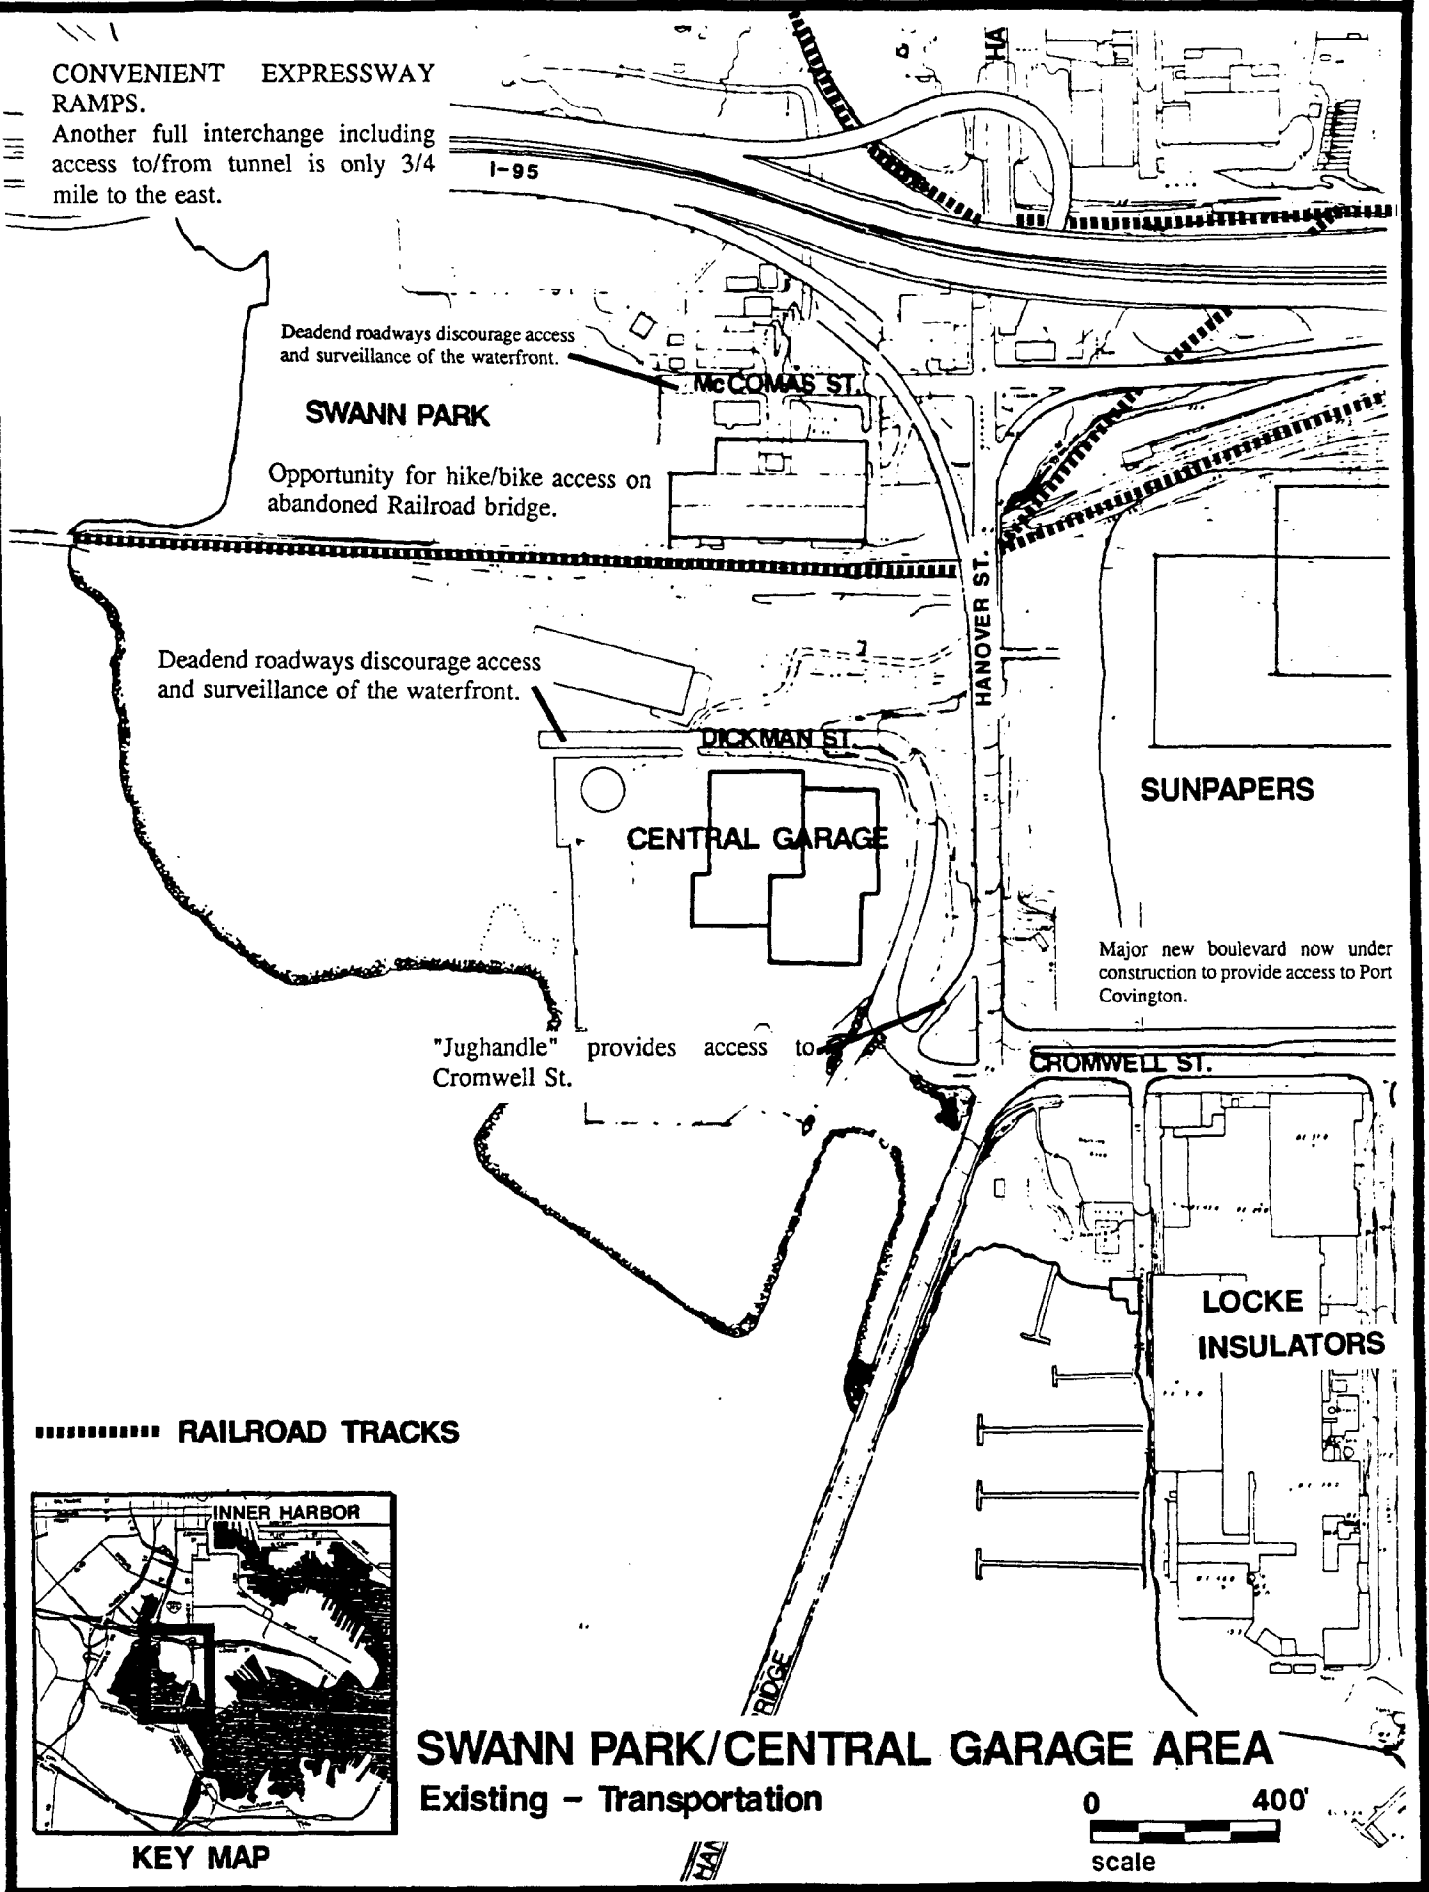 CONVENIENT EXPRESSWAY
RAMPS.
Another full interchange including
access to/from tunnel is only 3/4
mile to the east.
HA
I-95
Deadend roadways discourage access
and surveillance of the waterfront.
McCOMAS ST.
SWANN PARK
Opportunity for hike/bike access on
abandoned Railroad bridge.
HANOVER ST.
Deadend roadways discourage access
and surveillance of the waterfront.
DICKMAN ST.
SUNPAPERS
CENTRAL GARAGE
Major new boulevard now under
construction to provide access to Port
Covington.
"Jughandle" provides access to
Cromwell St.
CROMWELL ST.
LOCKE
INSULATORS
RAILROAD TRACKS
INNER HARBOR
RIDGE
SWANN PARK/CENTRAL GARAGE AREA
Existing - Transportation
0 400'
scale
KEY MAP
HAN